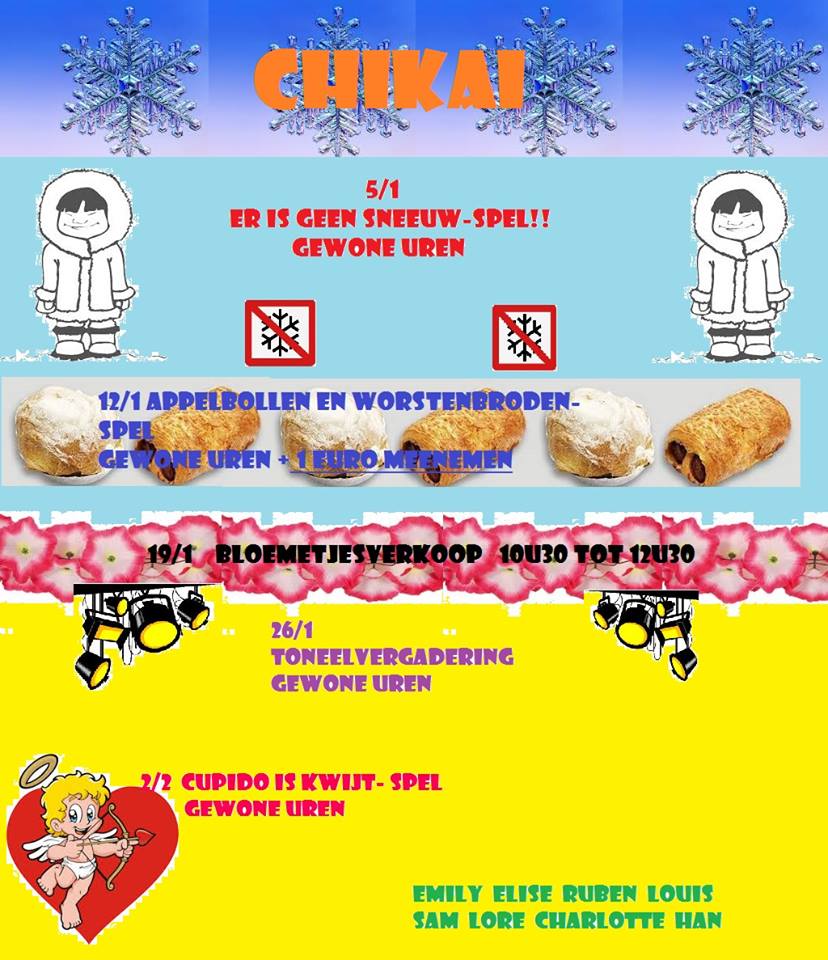 CHIKAI
5/1
ER IS GEEN SNEEUW-SPEL!!
GEWONE UREN
12/1 APPELBOLLEN EN WORSTENBRODEN-
SPEL
GEWONE UREN + 1 EURO MEENEMEN
19/1 BLOEMETJESVERKOOP 10U30 TOT 12U30
26/1
TONEELVERGADERING
GEWONE UREN
2/2 CUPIDO IS KWIJT- SPEL
GEWONE UREN
EMILY ELISE RUBEN LOUIS
SAM LORE CHARLOTTE HAN